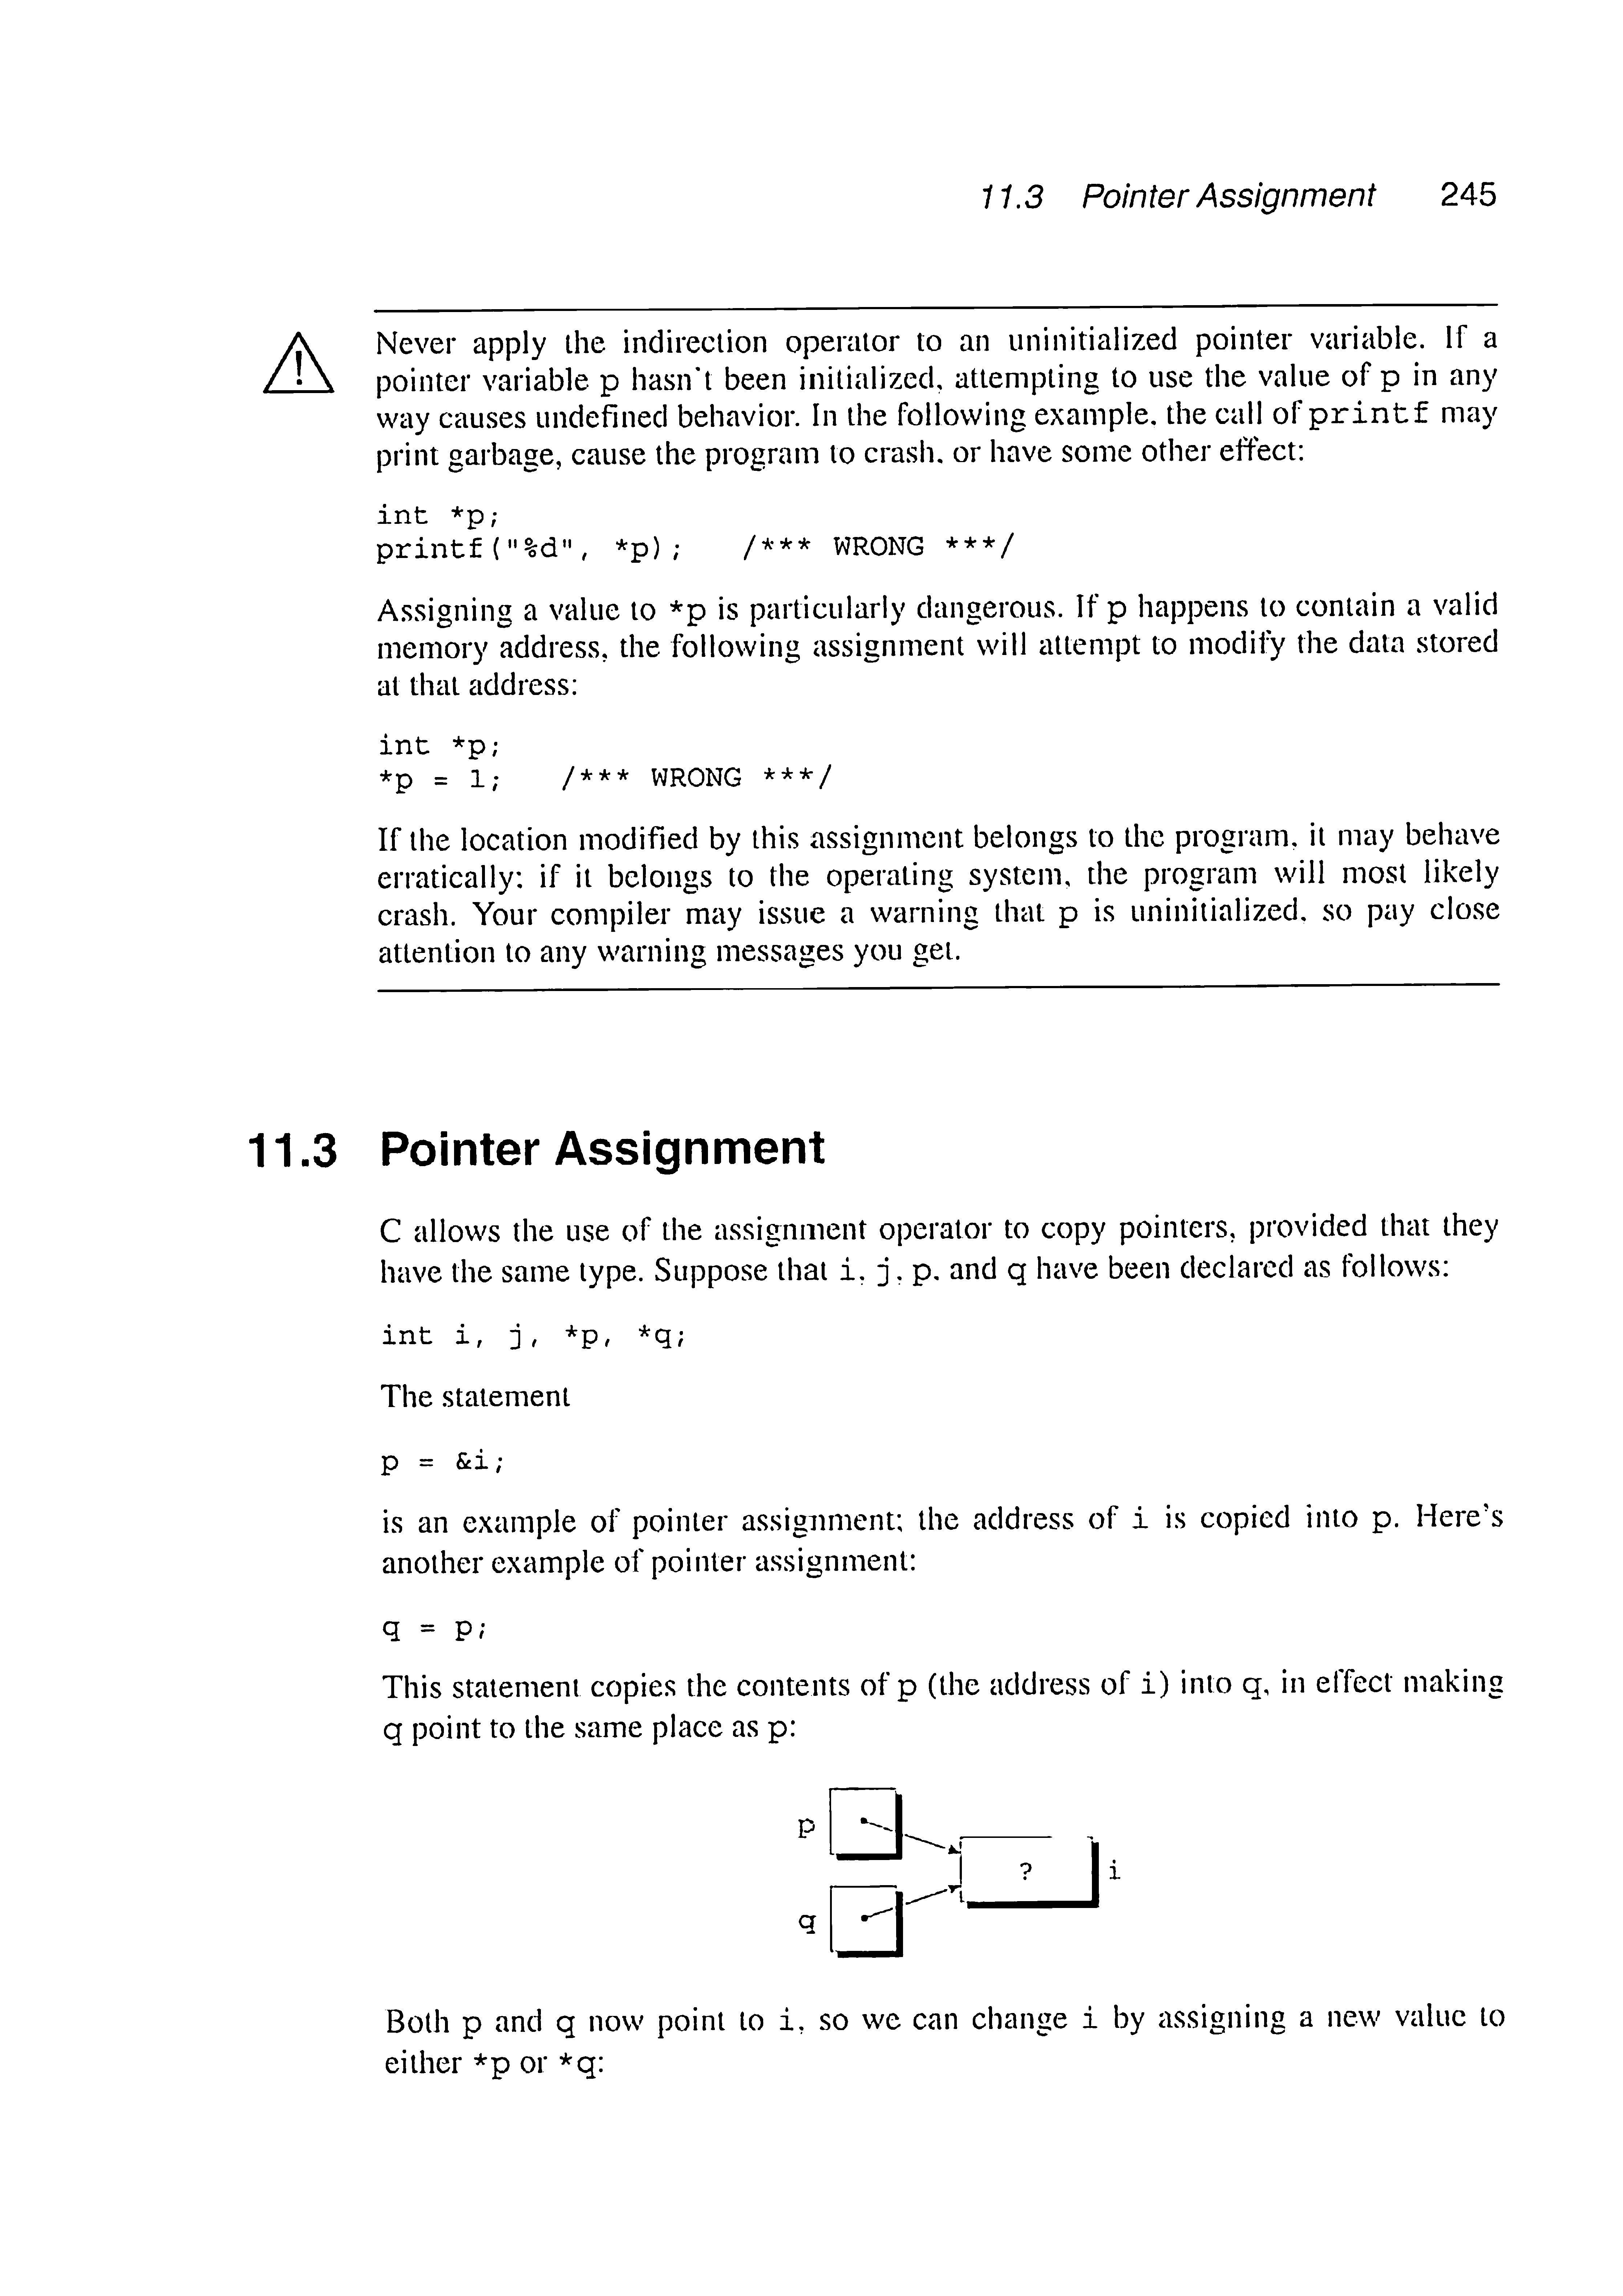 11.3 Pointer Assignment 245
Never apply the indirection operator to an uninitialized pointer variable. If a
pointer variable p hasn't been initialized, attempting to use the value of p in any
way causes undefined behavior. In the following example, the call of printf may
print garbage, cause the program to crash, or have some other effect:
int *p;
printf("%d", *p);   /*** WRONG ***/
Assigning a value to *p is particularly dangerous. If p happens to contain a valid
memory address, the following assignment will attempt to modify the data stored
at that address:
int *p;
*p = 1;   /*** WRONG ***/
If the location modified by this assignment belongs to the program, it may behave
erratically; if it belongs to the operating system, the program will most likely
crash. Your compiler may issue a warning that p is uninitialized, so pay close
attention to any warning messages you get.
11.3 Pointer Assignment
C allows the use of the assignment operator to copy pointers, provided that they
have the same type. Suppose that i, j, p, and q have been declared as follows:
int i, j, *p, *q;
The statement
p = &i;
is an example of pointer assignment; the address of i is copied into p. Here's
another example of pointer assignment:
q = p;
This statement copies the contents of p (the address of i) into q, in effect making
q point to the same place as p:
p
? i
q
Both p and q now point to i, so we can change i by assigning a new value to
either *p or *q: